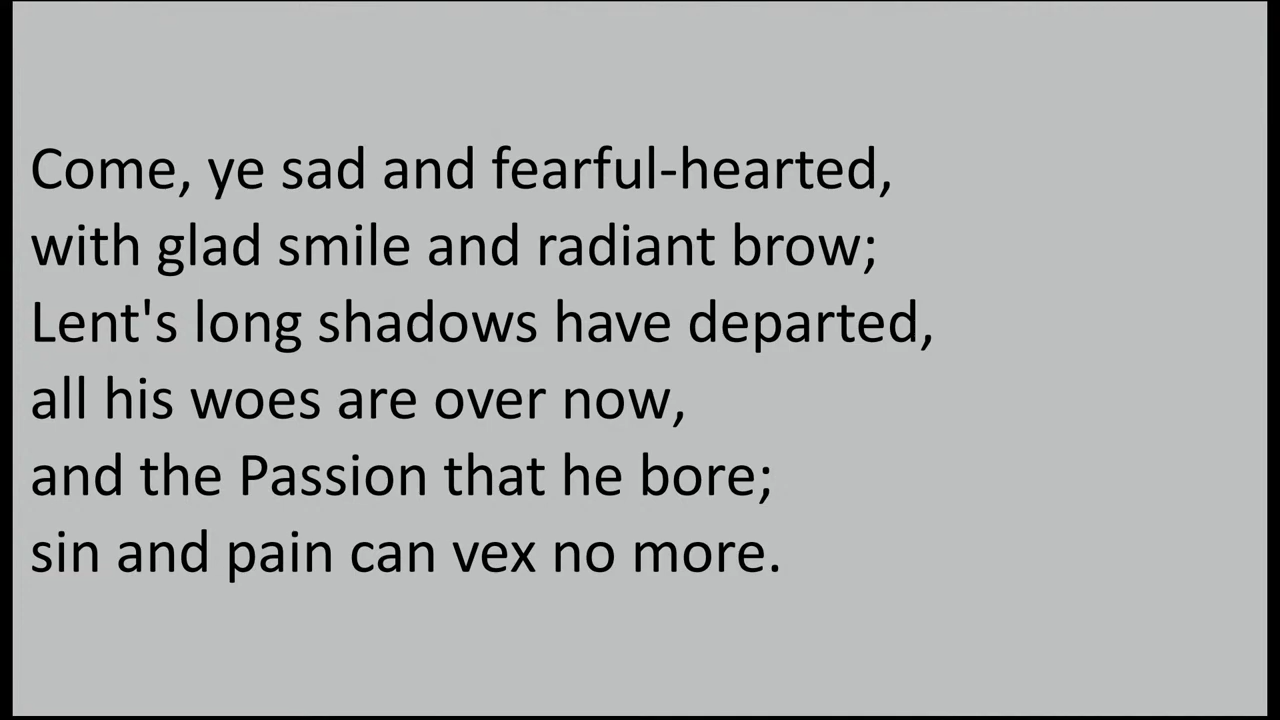 Come, ye sad and fearful-hearted,
with glad smile and radiant brow;
Lent's long shadows have departed,
all his woes are over now,
and the Passion that he bore;
sin and pain can vex no more.